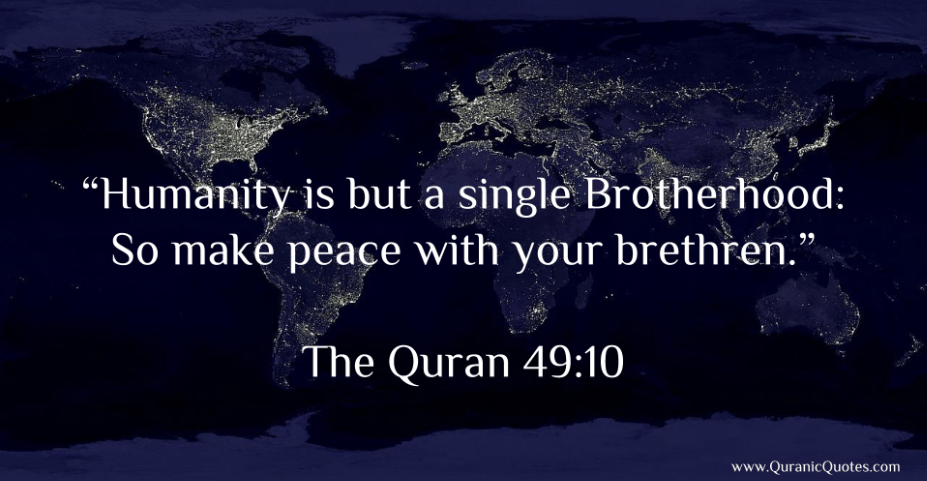 “Humanity is but a single Brotherhood:
So make peace with your brethren.”
The Quran 49:10
www.QuranicQuotes.com